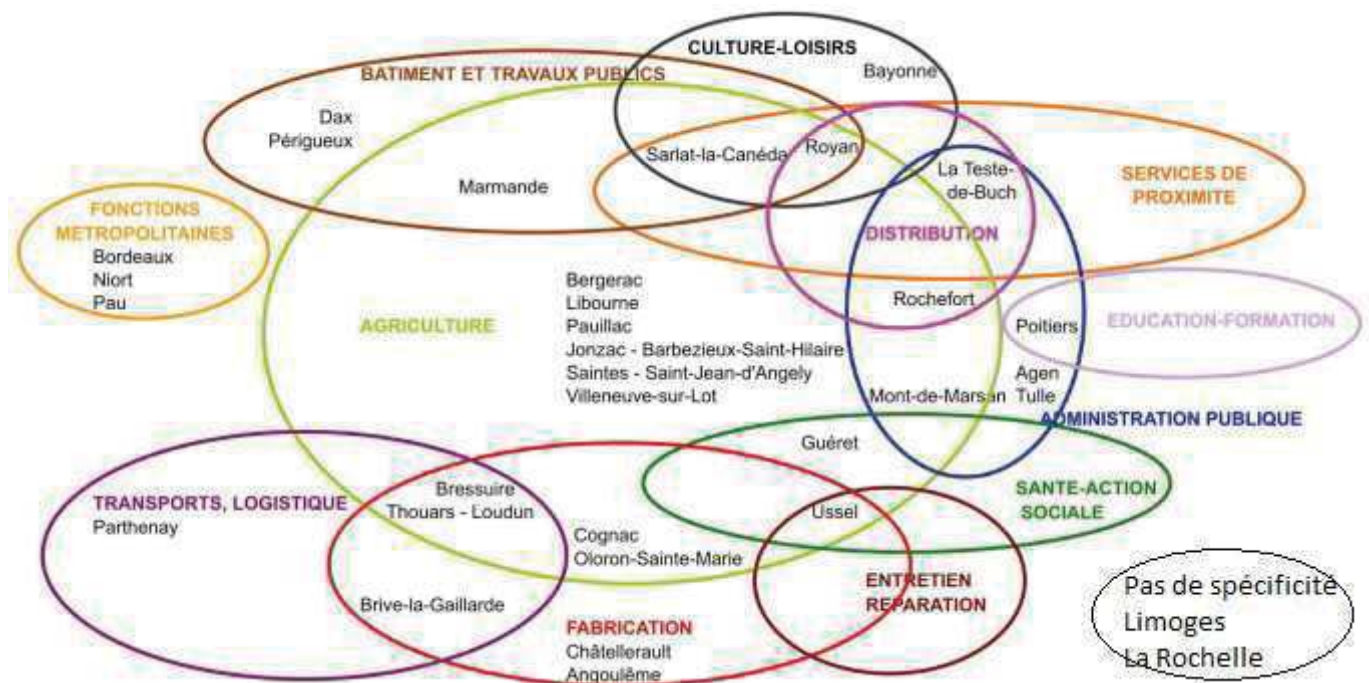 CULTURE-LOISIRS
Bayonne
BATIMENT ET TRAVAUX PUBLICS
Dax
Périgueux
Sarlat-la-Canéda
Royan
Marmande
La Teste-
de-Buch
SERVICES DE
PROXIMITE
FONCTIONS
METROPOLITAINES
Bordeaux
Niort
Pau
DISTRIBUTION
Rochefort
AGRICULTURE
Bergerac
Libourne
Pauillac
Jonzac - Barbezieux-Saint-Hilaire
Saintes - Saint-Jean-d'Angely
Villeneuve-sur-Lot
Poitiers
EDUCATION-FORMATION
Agen
Mont-de-Marsan Tulle
ADMINISTRATION PUBLIQUE
Guéret
TRANSPORTS, LOGISTIQUE
Parthenay
Bressuire
Thouars - Loudun
SANTE-ACTION
SOCIALE
Ussel
Cognac
Oloron-Sainte-Marie
ENTRETIEN
REPARATION
Brive-la-Gaillarde
FABRICATION
Châtellerault
Angoulême
Pas de spécificité
Limoges
La Rochelle